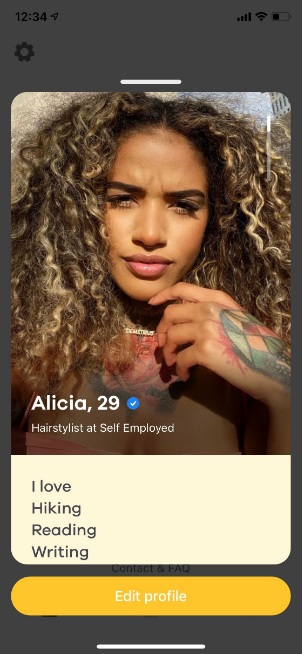 12:34
Alicia, 29
Hairstylist at Self Employed
I love
Hiking
Reading
Writing
Contact & FAQ
Edit profile